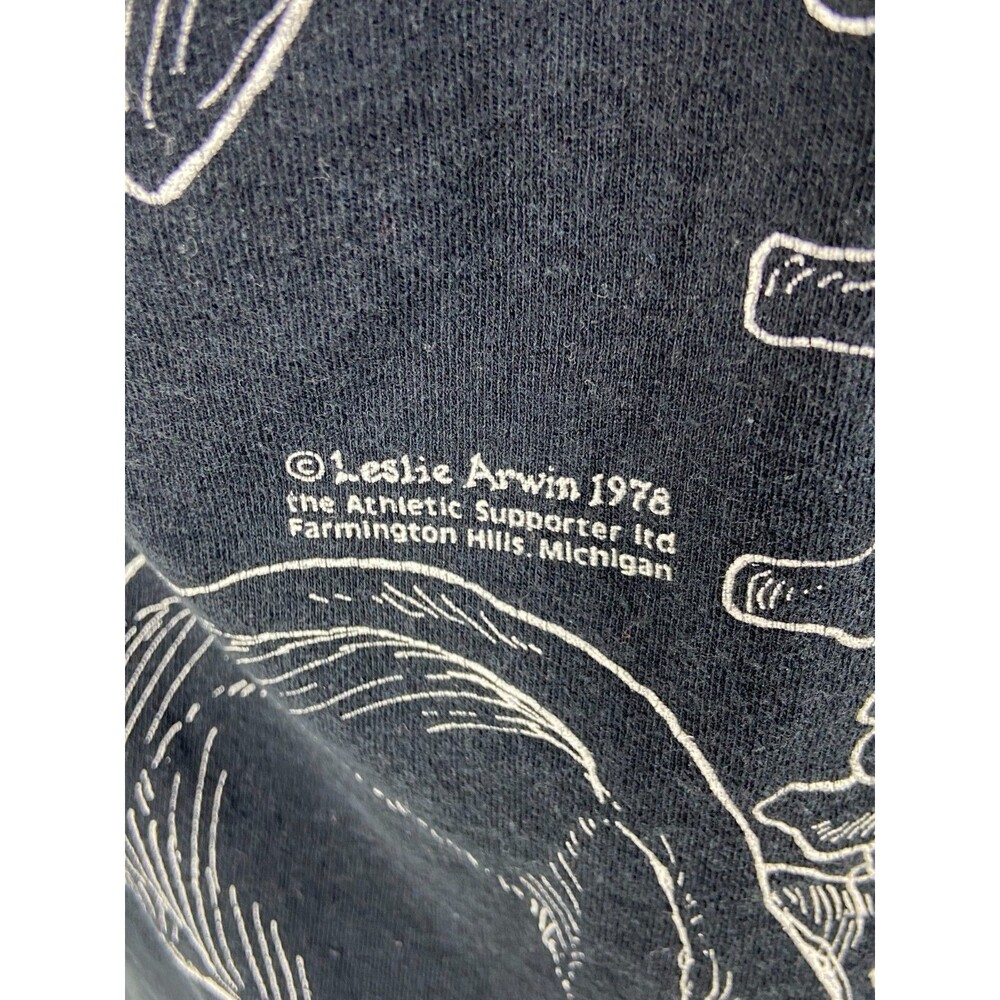 © Leslie Arwin 1978
the Athletic Supporter ltd
Farmington Hills, Michigan